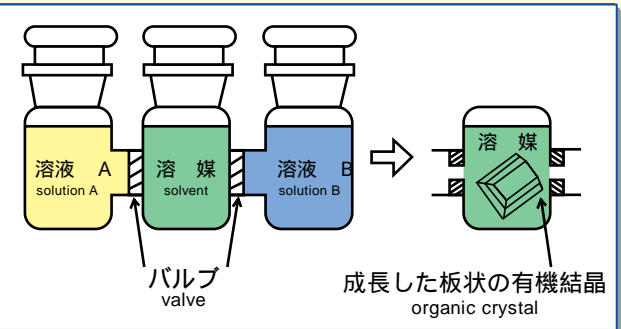 溶液 A
solution A
溶 媒
solvent
溶液 B
solution B
バルブ
valve
溶 媒
成長した板状の有機結晶
organic crystal